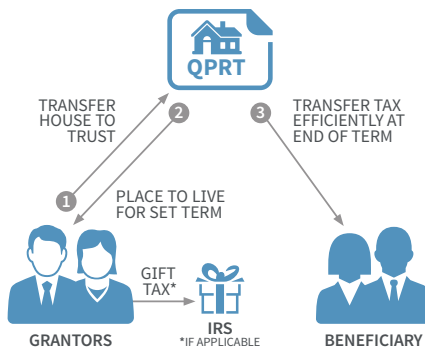 QPRT
TRANSFER
HOUSE TO
TRUST
2
3
TRANSFER TAX
EFFICIENTLY AT
END OF TERM
1
PLACE TO LIVE
FOR SET TERM
GIFT
TAX*
GRANTORS
IRS
*IF APPLICABLE
BENEFICIARY